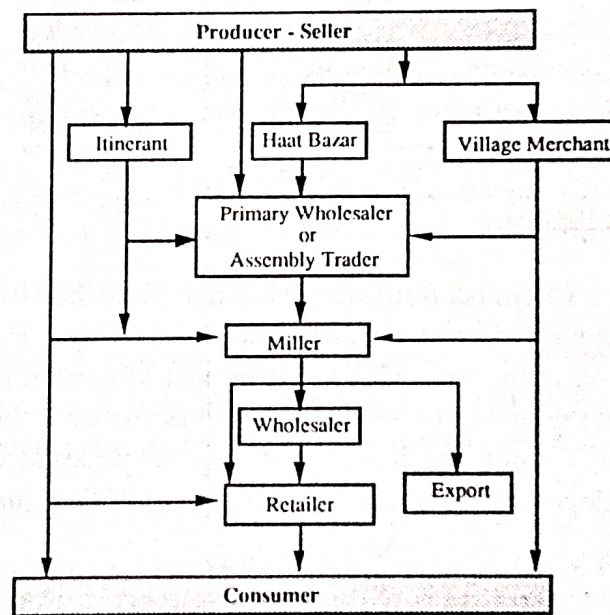 Producer - Seller
Itinerant
Haat Bazar
Village Merchant
Primary Wholesaler
or
Assembly Trader
Miller
Wholesaler
Retailer
Export
Consumer